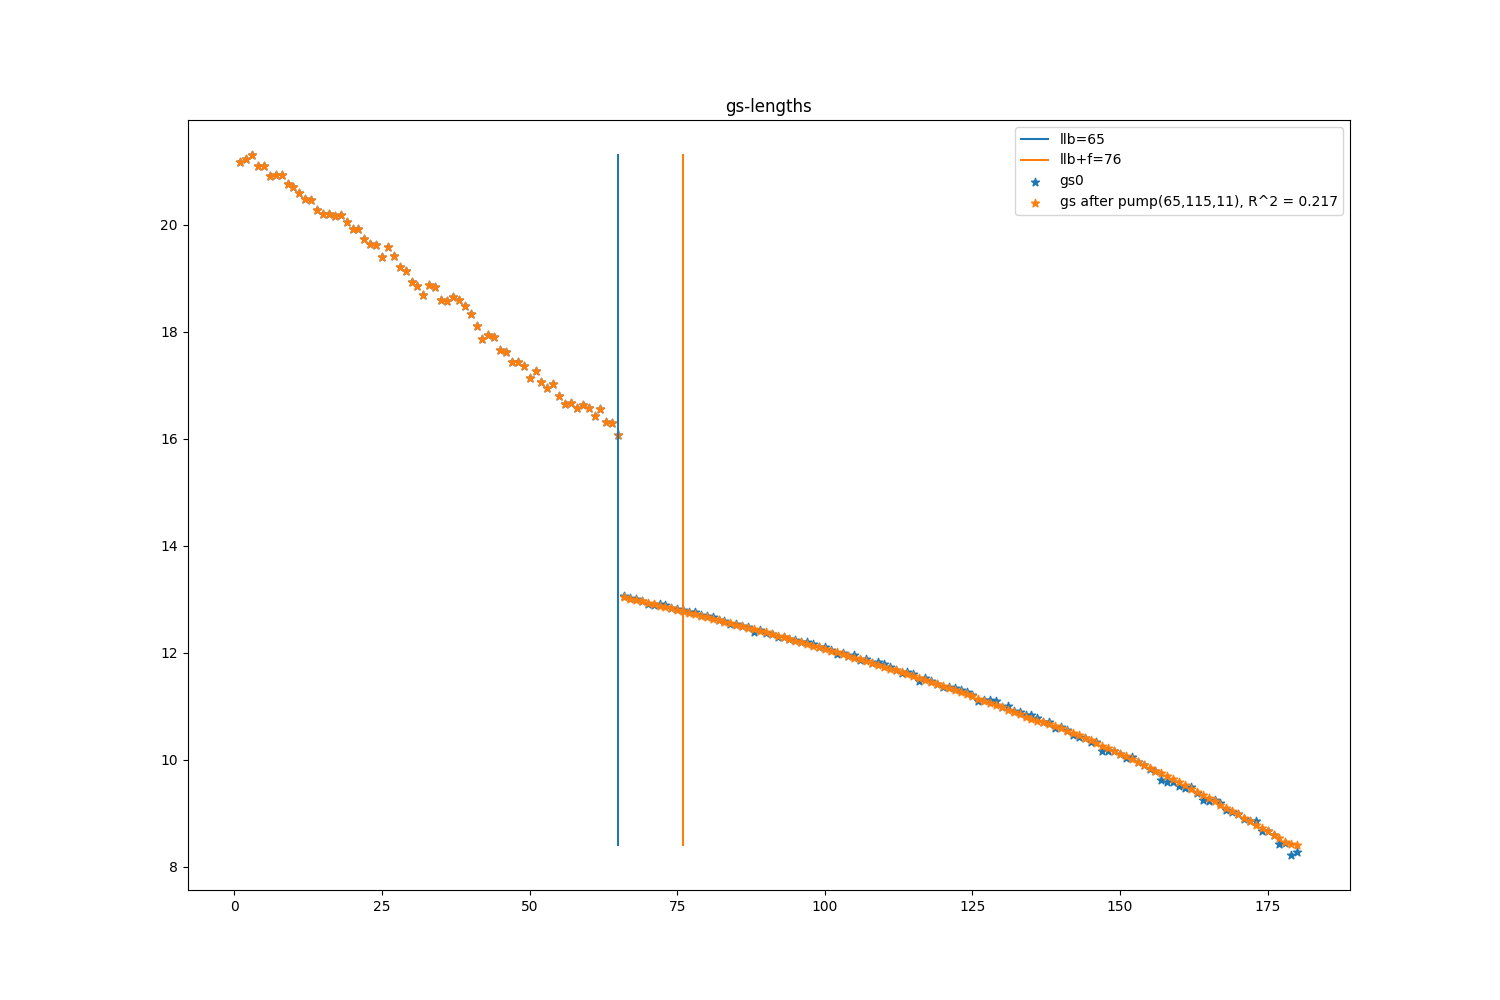 gs-lengths
llb=65
llb+f=76
gs0
gs after pump(65,115,11), R^2 = 0.217
20
18
16
14
12
10
8
0 25 50 75 100 125 150 175